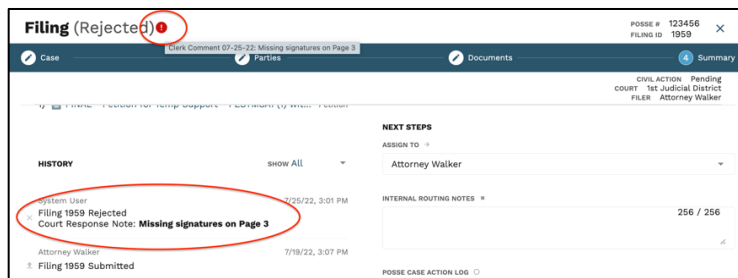 Filing (Rejected)
POSSE # 123456
FILING ID 1959
Clerk Comment 07-25-22: Missing signatures on Page 3
Case
Parties
Documents
4 Summary
CIVIL ACTION Pending
COURT 1st Judicial District
FILER Attorney Walker
NEXT STEPS
ASSIGN TO
Attorney Walker
HISTORY
SHOW All
System User 7/25/22, 3:01 PM
Filing 1959 Rejected
Court Response Note: Missing signatures on Page 3
INTERNAL ROUTING NOTES
256 / 256
Attorney Walker 7/19/22, 3:07 PM
Filing 1959 Submitted
POSSE CASE ACTION LOG